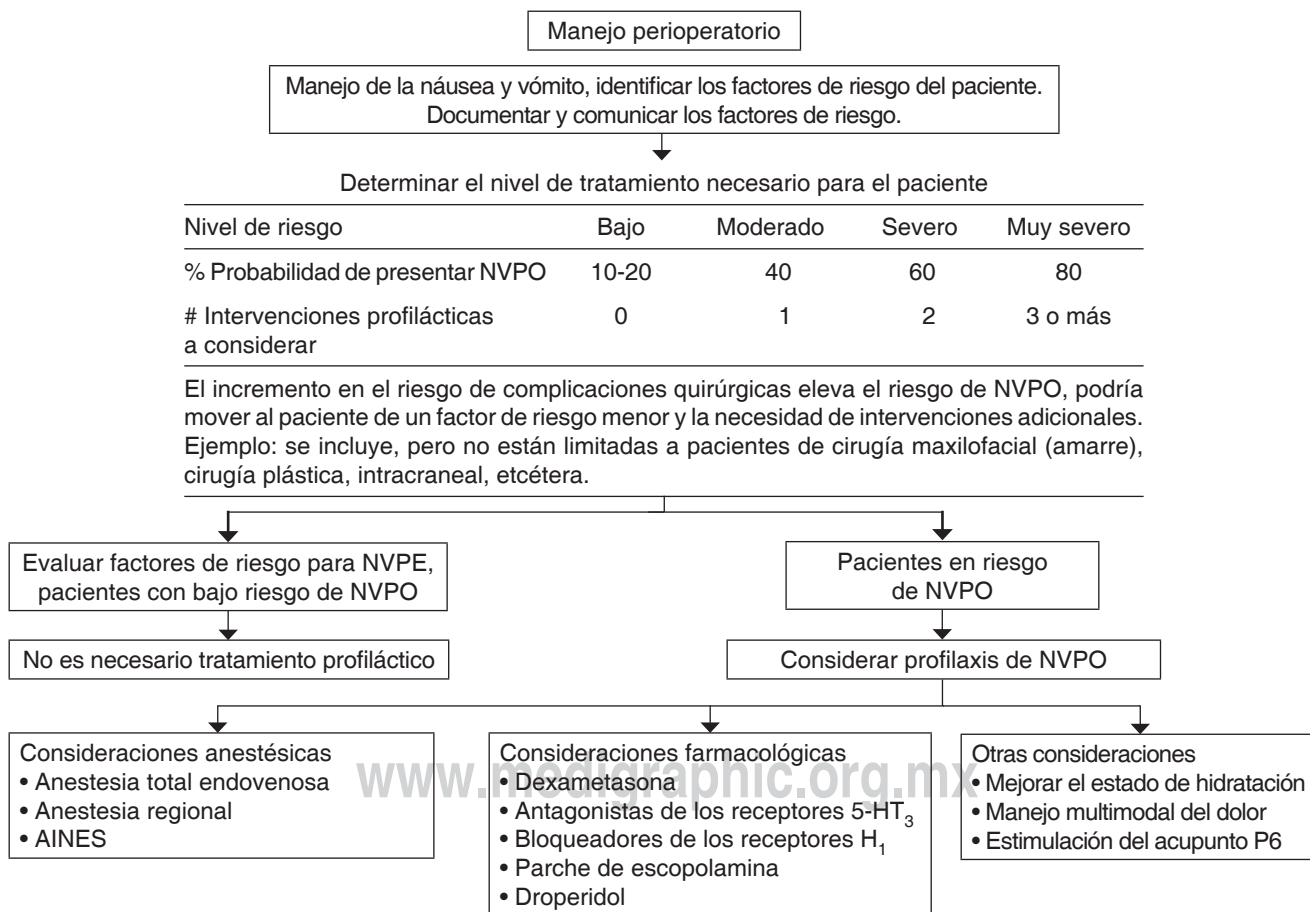 Manejo perioperatorio
Manejo de la náusea y vómito, identificar los factores de riesgo del paciente.
Documentar y comunicar los factores de riesgo.
Determinar el nivel de tratamiento necesario para el paciente
Nivel de riesgo Bajo Moderado Severo Muy severo
% Probabilidad de presentar NVPO 10-20 40 60 80
# Intervenciones profilácticas 0 1 2 3 o más
a considerar
El incremento en el riesgo de complicaciones quirúrgicas eleva el riesgo de NVPO, podría
mover al paciente de un factor de riesgo menor y la necesidad de intervenciones adicionales.
Ejemplo: se incluye, pero no están limitadas a pacientes de cirugía maxilofacial (amarre),
cirugía plástica, intracraneal, etcétera.
Evaluar factores de riesgo para NVPE,
pacientes con bajo riesgo de NVPO
No es necesario tratamiento profiláctico
Pacientes en riesgo
de NVPO
Considerar profilaxis de NVPO
Consideraciones anestésicas
• Anestesia total endovenosa
• Anestesia regional
• AINES
Consideraciones farmacológicas
• Dexametasona
• Antagonistas de los receptores 5-HT3
• Bloqueadores de los receptores H1
• Parche de escopolamina
• Droperidol
Otras consideraciones
• Mejorar el estado de hidratación
• Manejo multimodal del dolor
• Estimulación del acupunto P6
www.medigraphic.org.mx